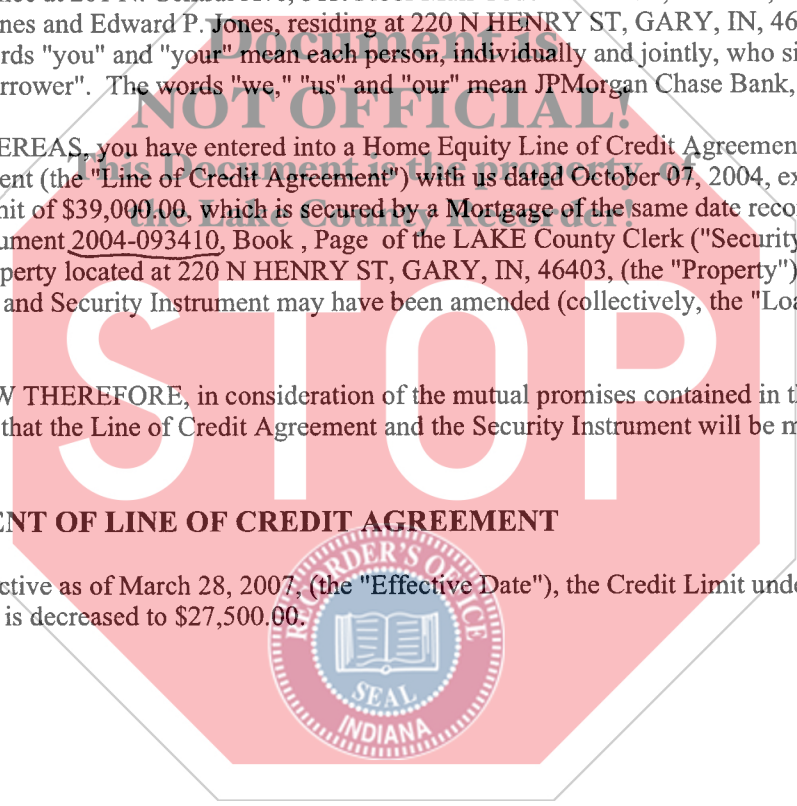 nes and Edward P. Jones, residing at 220 N HENRY ST, GARY, IN, 46
Document is
rds "you" and "your" mean each person, individually and jointly, who si
rrower". The words "we," "us" and "our" mean JPMorgan Chase Bank,
NOT OFFICIAL!
EREAS, you have entered into a Home Equity Line of Credit Agreemen
This Document is the property of
ent (the "Line of Credit Agreement") with us dated October 07, 2004, ex
the Lake County Recorder!
nit of $39,000.00, which is secured by a Mortgage of the same date reco
ument 2004-093410, Book , Page of the LAKE County Clerk ("Security
perty located at 220 N HENRY ST, GARY, IN, 46403, (the "Property")
and Security Instrument may have been amended (collectively, the "Loa
STOP
W THEREFORE, in consideration of the mutual promises contained in t
that the Line of Credit Agreement and the Security Instrument will be m
ENT OF LINE OF CREDIT AGREEMENT
ctive as of March 28, 2007, (the "Effective Date"), the Credit Limit unde
is decreased to $27,500.00.
RECORDER'S OFFICE
SEAL
INDIANA